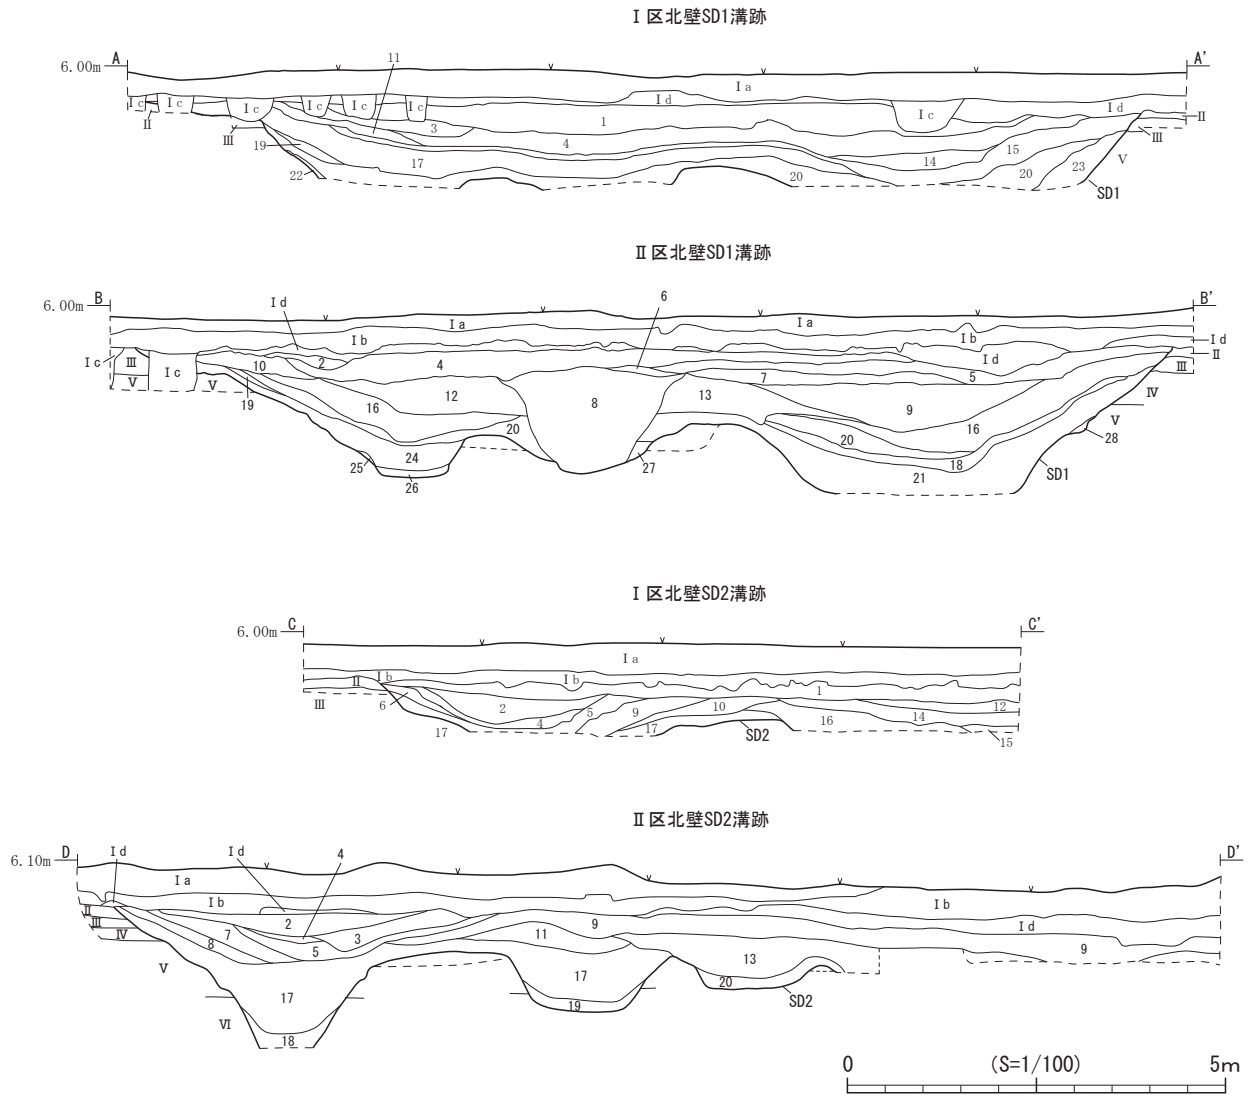 Ⅰ区北壁SD1溝跡
6.00m A A'
11
Ⅰa
Ⅰc Ⅰc Ⅰc Ⅰc Ⅰc Ⅰc Ⅰd Ⅰc Ⅰd
Ⅱ 3 1 Ⅱ
Ⅲ 4 Ⅲ
19 17 14 15 Ⅴ
22 20 20 23
SD1
Ⅱ区北壁SD1溝跡
6.00m B B'
Ⅰd 6
Ⅰa Ⅰa
Ⅰb Ⅰb Ⅰd
Ⅰc Ⅲ Ⅰc 10 2 4 Ⅰd Ⅱ
Ⅴ Ⅴ 7 5 Ⅲ
19 16 12 8 13 9 Ⅳ
20 20 16 Ⅴ
25 24 27 18 28
26 21 SD1
Ⅰ区北壁SD2溝跡
6.00m C C'
Ⅰa
Ⅱ Ⅰb Ⅰb 1
Ⅲ 6 2 5 9 10 12
4 16 14
17 17 SD2 15
Ⅱ区北壁SD2溝跡
6.10m D D'
Ⅰd Ⅰd 4
Ⅰa
Ⅰb Ⅰb
Ⅱ 2 9 Ⅰd
Ⅲ Ⅳ 7 3 11
8 5 9
Ⅴ 17 13
17 20
Ⅵ 19 SD2
18
0 (S=1/100) 5m